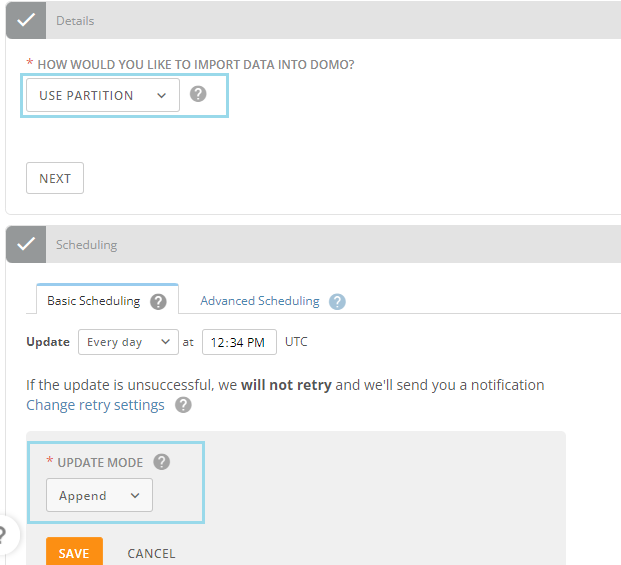 Details
* HOW WOULD YOU LIKE TO IMPORT DATA INTO DOMO?
USE PARTITION ?
NEXT
Scheduling
Basic Scheduling ? Advanced Scheduling ?
Update Every day at 12:34 PM UTC
If the update is unsuccessful, we will not retry and we'll send you a notification
Change retry settings ?
* UPDATE MODE ?
Append
?
SAVE CANCEL